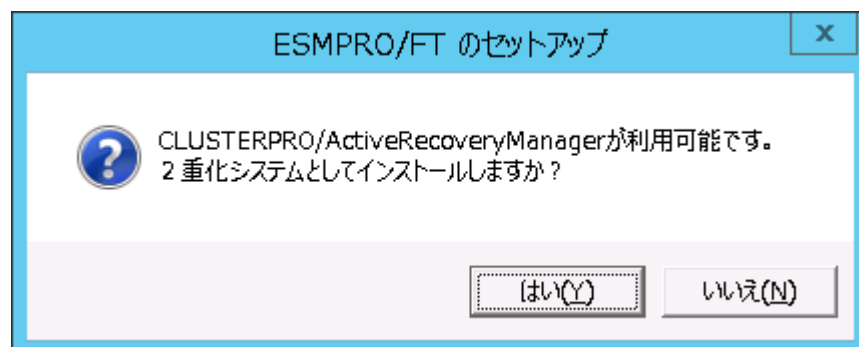 ESMPRO/FT のセットアップ
CLUSTERPRO/ActiveRecoveryManagerが利用可能です。
２重化システムとしてインストールしますか？
はい(Y)
いいえ(N)